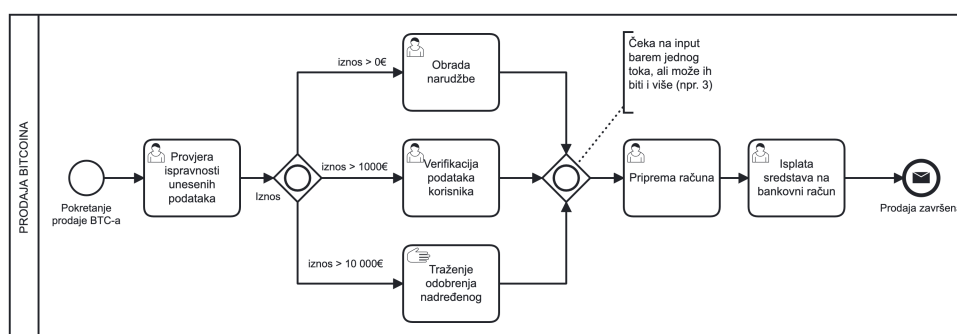 PRODAJA BITCOINA
Pokretanje
prodaje BTC-a
Provjera
ispravnosti
unesenih
podataka
Iznos
iznos > 0€
Obrada
narudžbe
iznos > 1000€
Verifikacija
podataka
korisnika
iznos > 10 000€
Traženje
odobrenja
nadređenog
Čeka na input
barem jednog
toka, ali može ih
biti i više (npr. 3)
Priprema računa
Isplata
sredstava na
bankovni račun
Prodaja završena